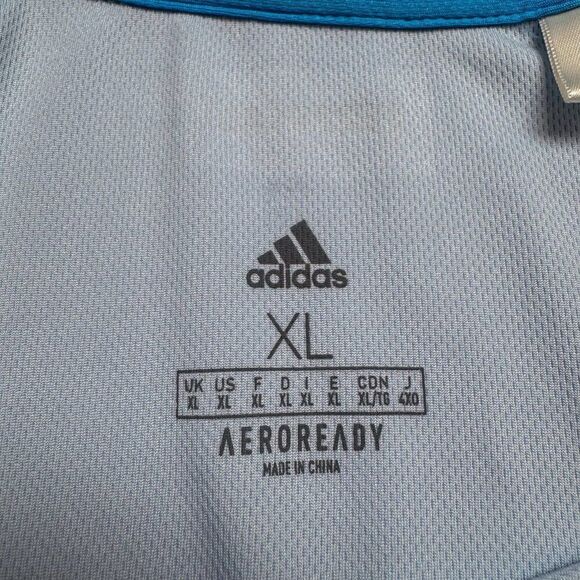 adidas
XL
UK US F D I E CDN J
XL XL XL XL XL XL XL/TG 4XO
AEROREADY
MADE IN CHINA